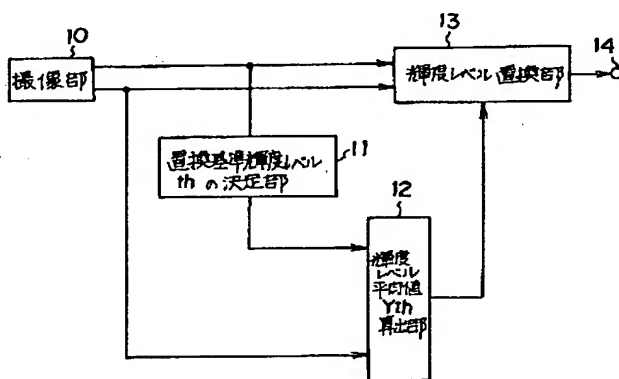 10
撮像部
13
輝度レベル置換部
14
置換基準輝度レベル
thの決定部
11
12
輝度
レベル
平均値
Yth
算出部